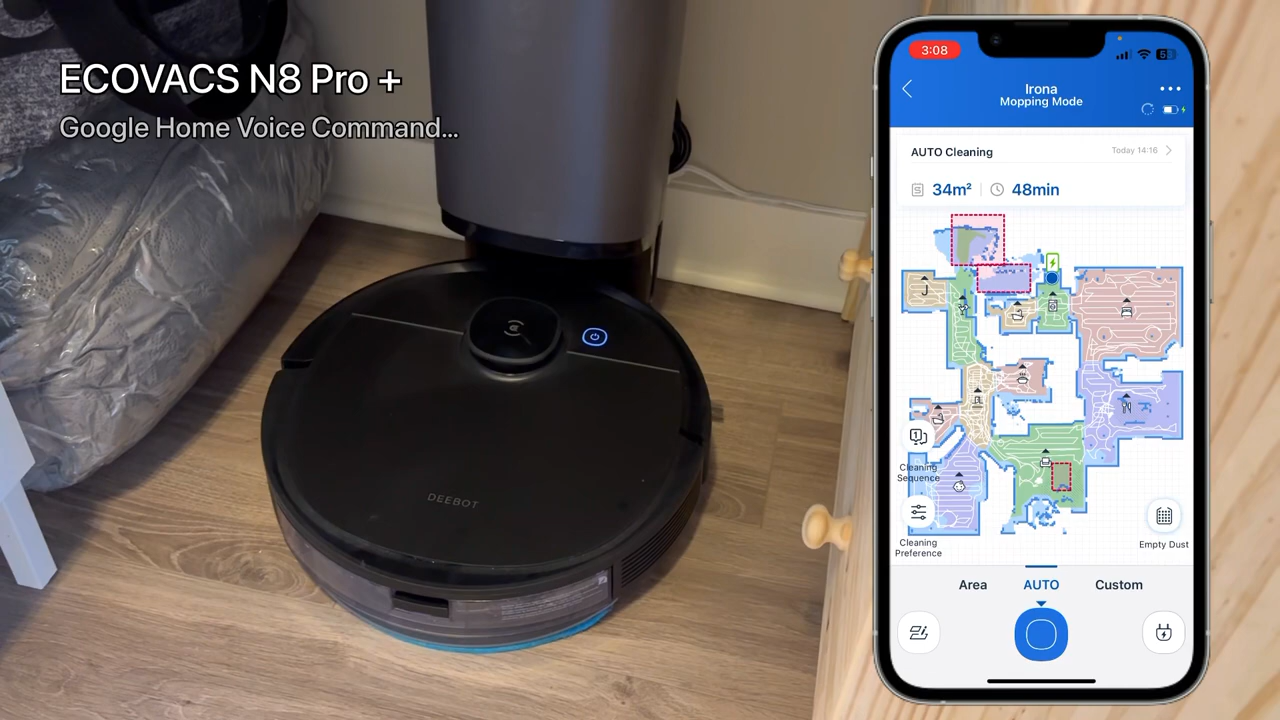 ECOVACS N8 Pro +
Google Home Voice Command...
DEEBOT
3:08
Irona
Mopping Mode
AUTO Cleaning
Today 14:16
34m²
48min
Cleaning
Sequence
Cleaning
Preference
Empty Dust
Area
AUTO
Custom